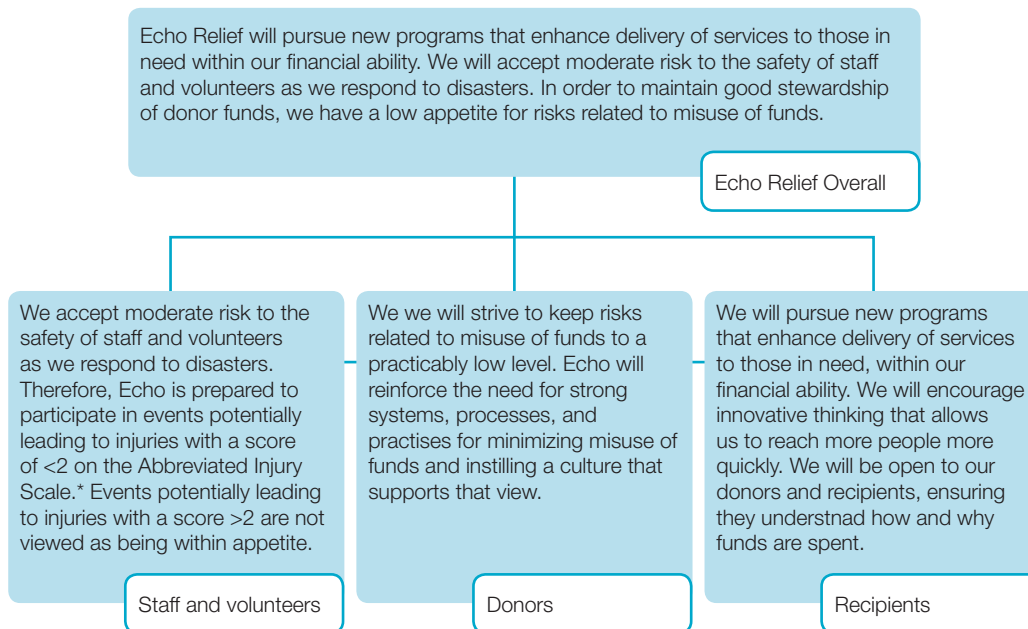 Echo Relief will pursue new programs that enhance delivery of services to those in
need within our financial ability. We will accept moderate risk to the safety of staff
and volunteers as we respond to disasters. In order to maintain good stewardship
of donor funds, we have a low appetite for risks related to misuse of funds.
Echo Relief Overall
We accept moderate risk to the
safety of staff and volunteers
as we respond to disasters.
Therefore, Echo is prepared to
participate in events potentially
leading to injuries with a score
of <2 on the Abbreviated Injury
Scale.* Events potentially leading
to injuries with a score >2 are not
viewed as being within appetite.
Staff and volunteers
We we will strive to keep risks
related to misuse of funds to a
practicably low level. Echo will
reinforce the need for strong
systems, processes, and
practises for minimizing misuse of
funds and instilling a culture that
supports that view.
Donors
We will pursue new programs
that enhance delivery of services
to those in need, within our
financial ability. We will encourage
innovative thinking that allows
us to reach more people more
quickly. We will be open to our
donors and recipients, ensuring
they understnad how and why
funds are spent.
Recipients